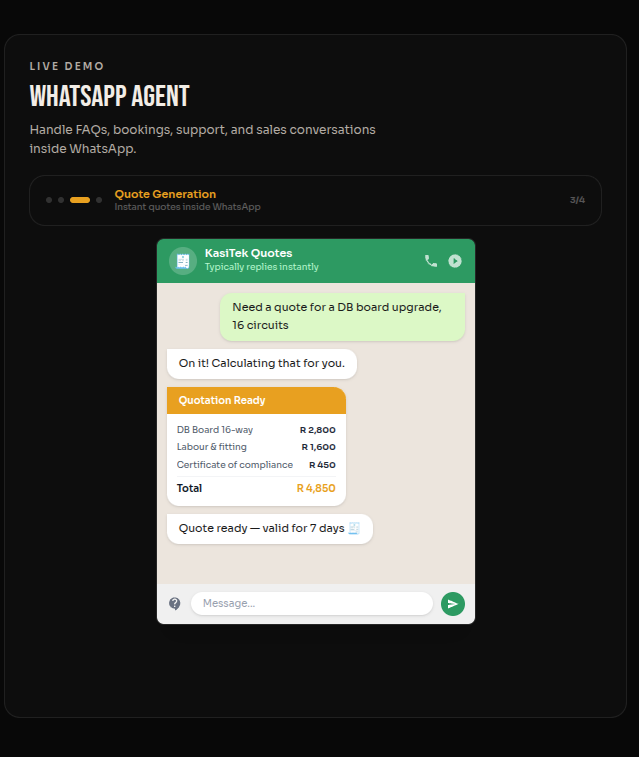 LIVE DEMO
WHATSAPP AGENT
Handle FAQs, bookings, support, and sales conversations
inside WhatsApp.
Quote Generation
Instant quotes inside WhatsApp
3/4
KasiTek Quotes
Typically replies instantly
Need a quote for a DB board upgrade,
16 circuits
On it! Calculating that for you.
Quotation Ready
DB Board 16-way R 2,800
Labour & fitting R 1,600
Certificate of compliance R 450
Total R 4,850
Quote ready — valid for 7 days 🧾
Message...